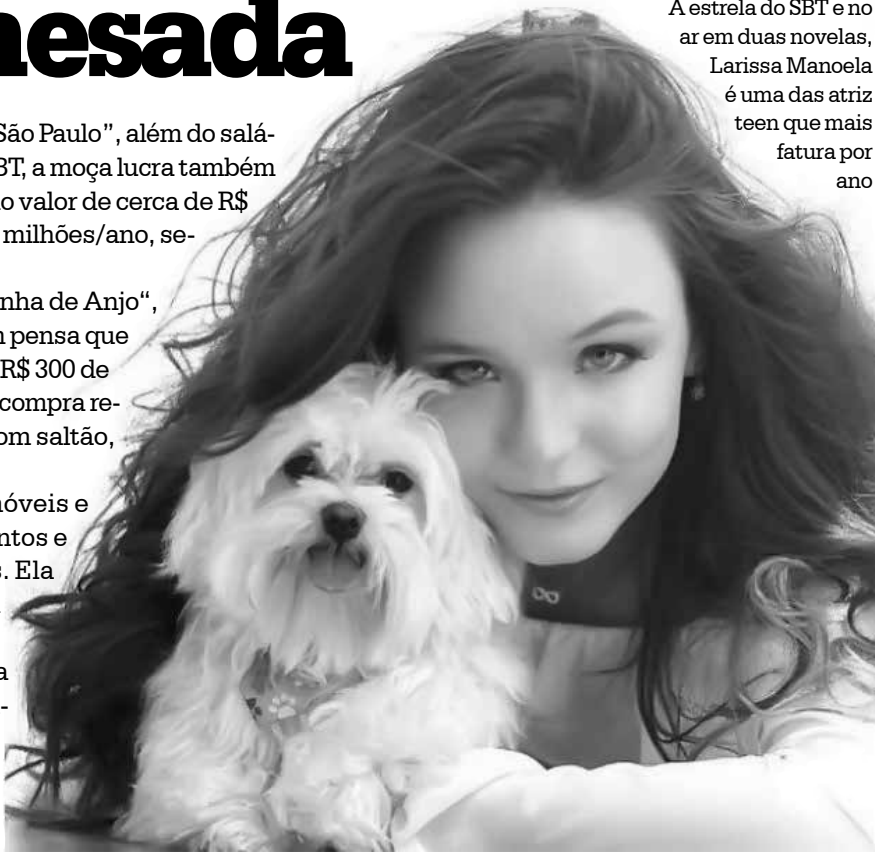 nesada
São Paulo”, além do salá-
BT, a moça lucra também
o valor de cerca de R$
milhões/ano, se-
nha de Anjo“,
pensa que
R$ 300 de
compra re-
om saltão,
óveis e
ntos e
s. Ela
a
-
A estrela do SBT e no
ar em duas novelas,
Larissa Manoela
é uma das atriz
teen que mais
fatura por
ano